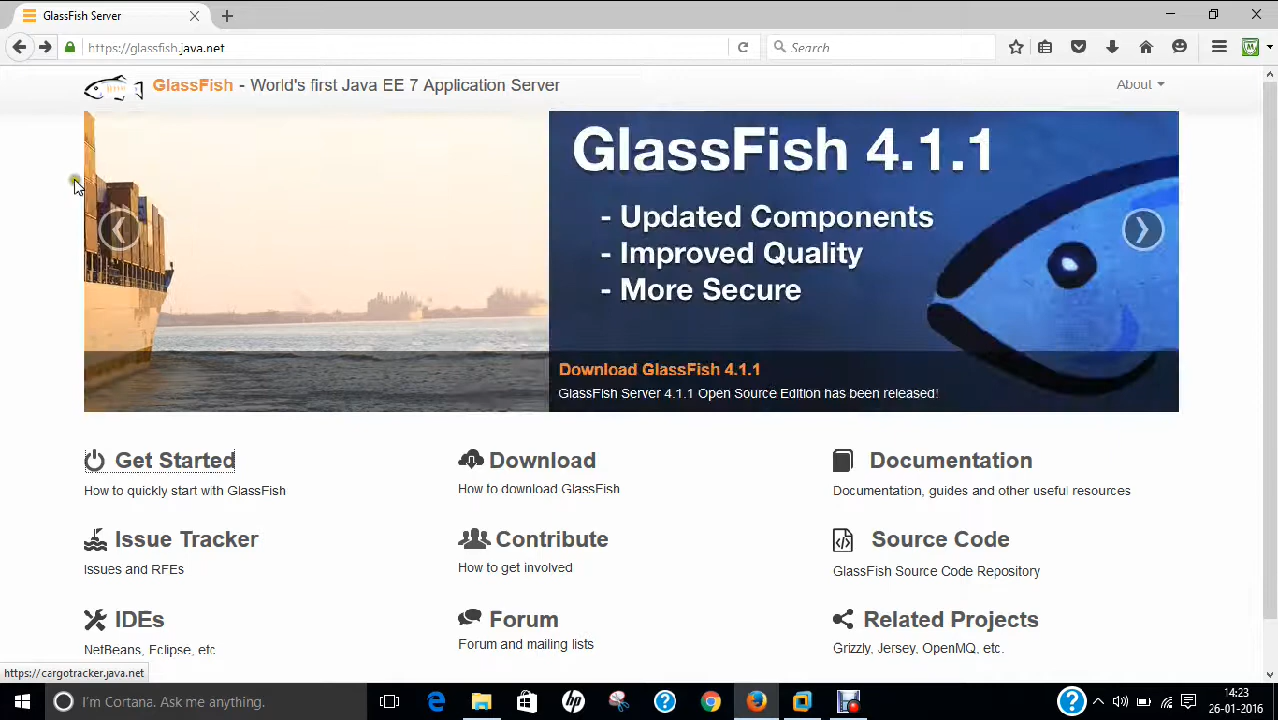 GlassFish Server
https://glassfish.java.net
Search
GlassFish - World's first Java EE 7 Application Server
About
GlassFish 4.1.1
- Updated Components
- Improved Quality
- More Secure
Download GlassFish 4.1.1
GlassFish Server 4.1.1 Open Source Edition has been released!
Get Started
How to quickly start with GlassFish
Download
How to download GlassFish
Documentation
Documentation, guides and other useful resources
Issue Tracker
Issues and RFEs
Contribute
How to get involved
Source Code
GlassFish Source Code Repository
IDEs
NetBeans, Eclipse, etc
Forum
Forum and mailing lists
Related Projects
Grizzly, Jersey, OpenMQ, etc.
https://cargotracker.java.net
I'm Cortana. Ask me anything.
14:23
26-01-2016